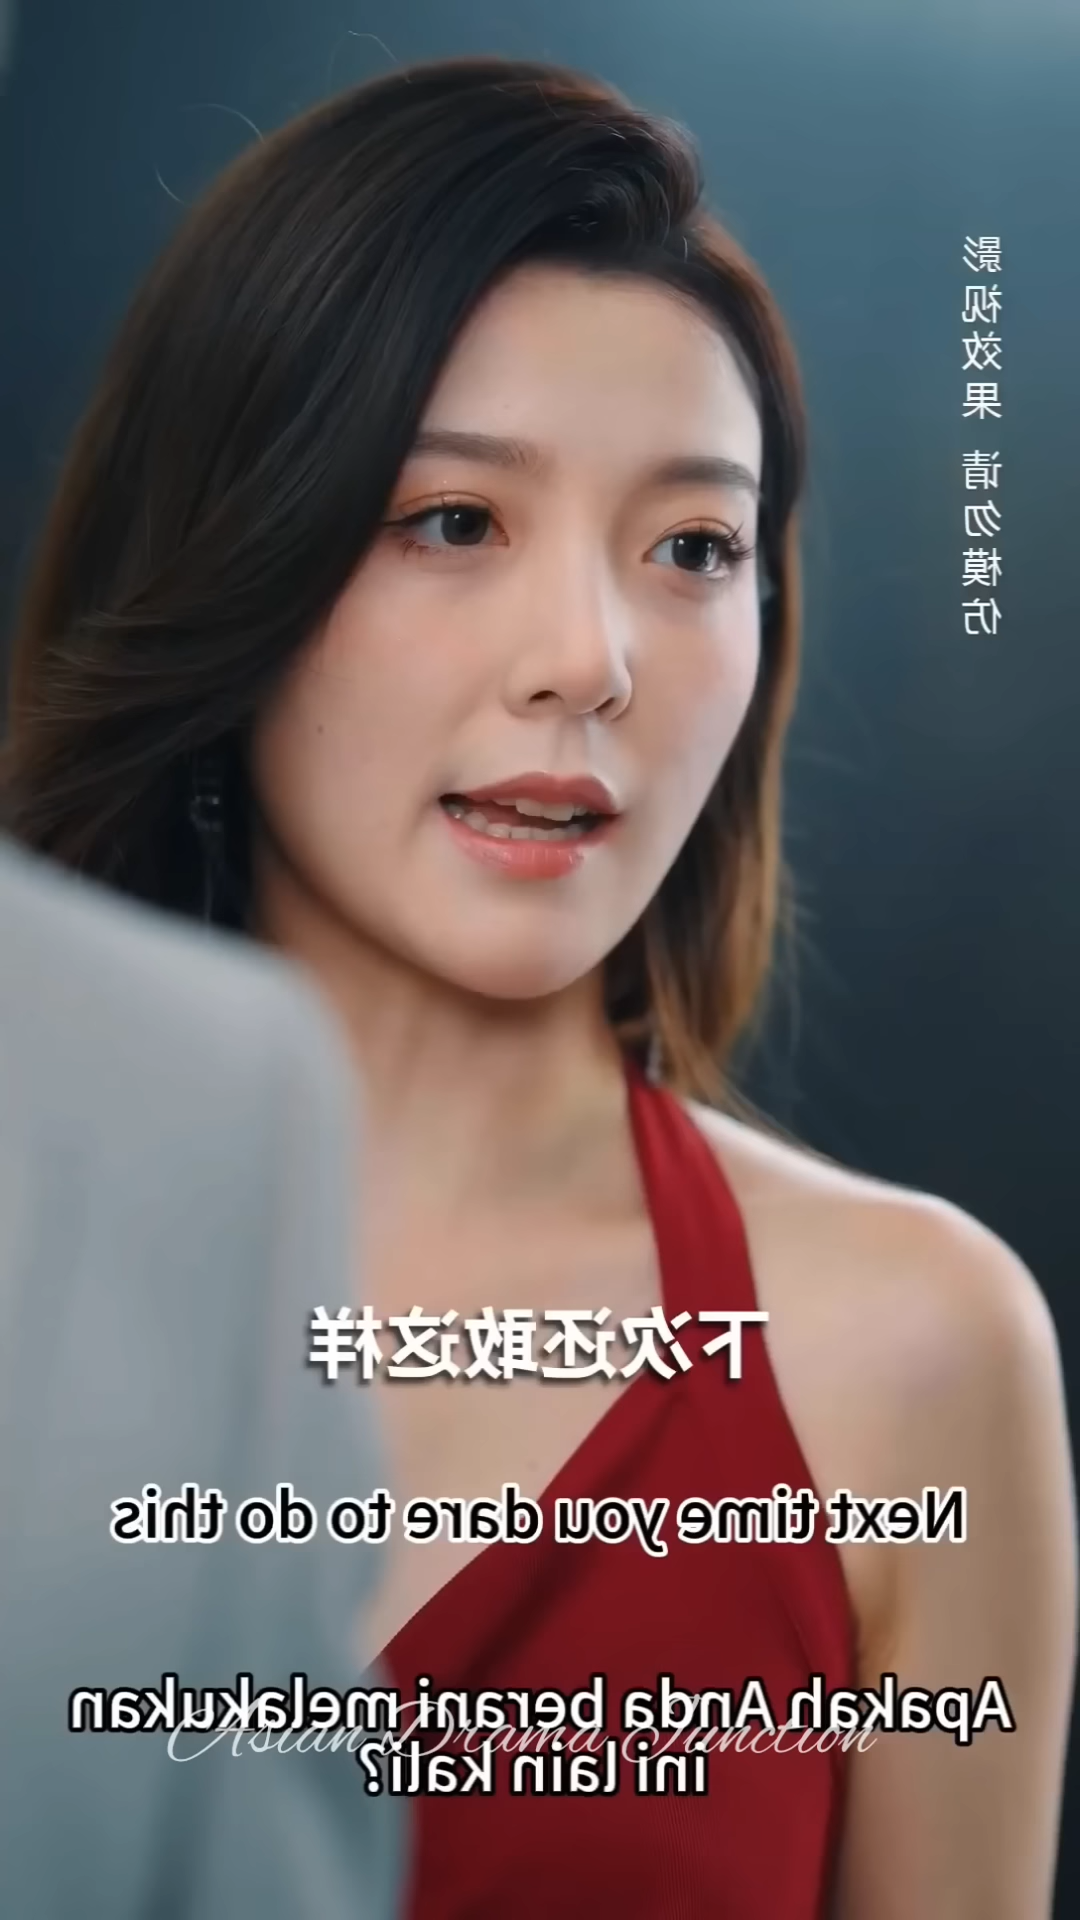 影视效果 请勿模仿
下次还敢这样
Next time you dare to do this
Apakah Anda berani melakukan
ini lain kali?
Asian Drama Junction